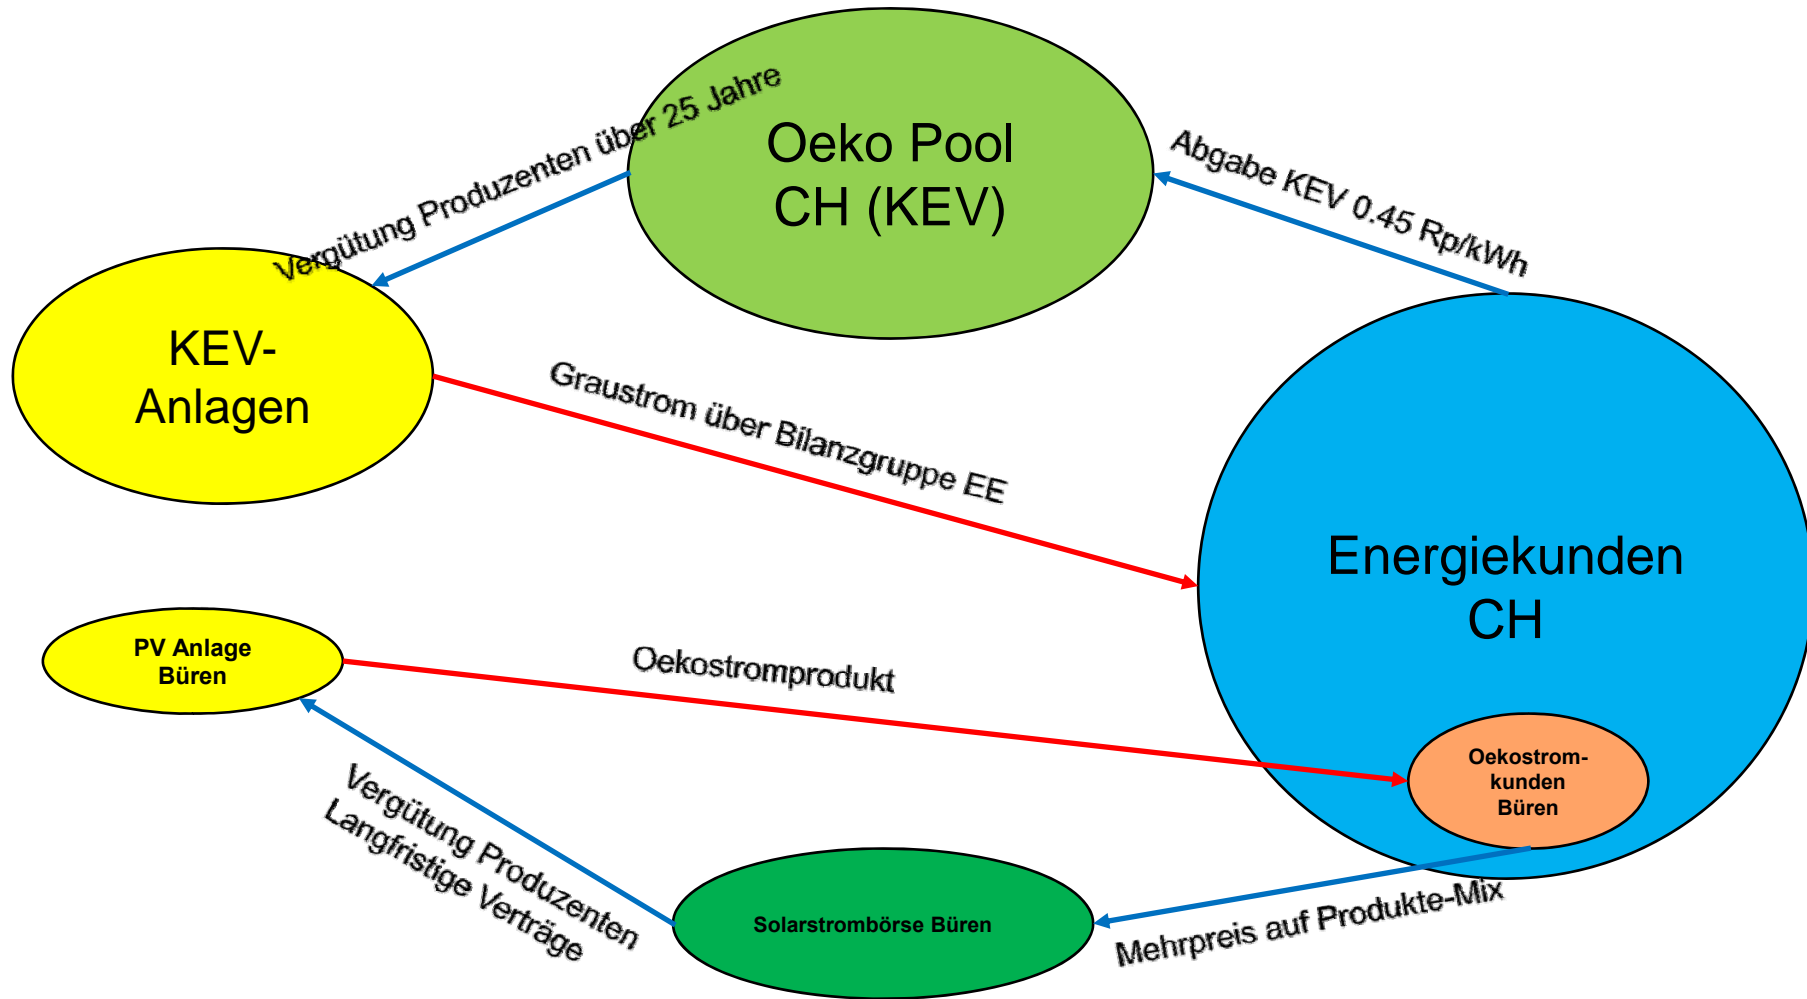 Oeko Pool
CH (KEV)
Vergütung Produzenten über 25 Jahre
Abgabe KEV 0.45 Rp/kWh
KEV-
Anlagen
Graustrom über Bilanzgruppe EE
Energiekunden
CH
PV Anlage
Büren
Oekostromprodukt
Oekostrom-
kunden
Büren
Vergütung Produzenten
Langfristige Verträge
Solarstrombörse Büren
Mehrpreis auf Produkte-Mix